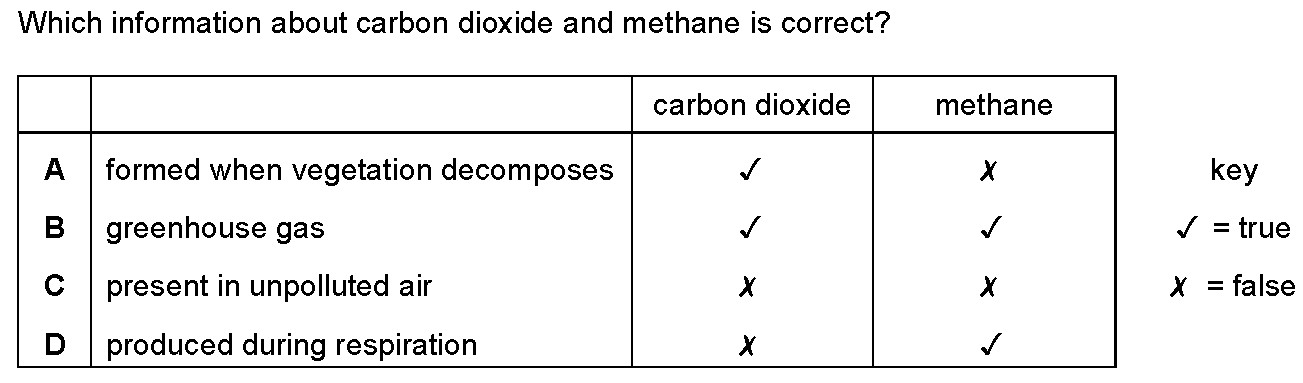 Which information about carbon dioxide and methane is correct?
carbon dioxide methane
A formed when vegetation decomposes ✓ ✗ key
B greenhouse gas ✓ ✓ ✓ = true
C present in unpolluted air ✗ ✗ ✗ = false
D produced during respiration ✗ ✓